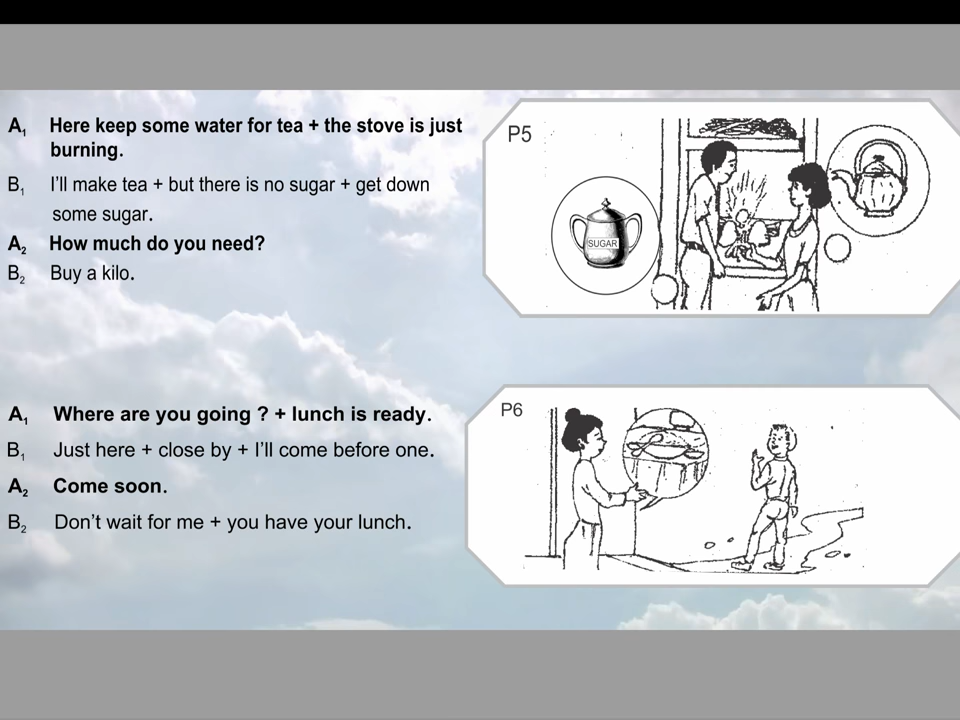 A1 Here keep some water for tea + the stove is just
burning.
B1 I'll make tea + but there is no sugar + get down
some sugar.
A2 How much do you need?
B2 Buy a kilo.
P5
SUGAR
A1 Where are you going ? + lunch is ready.
B1 Just here + close by + I'll come before one.
A2 Come soon.
B2 Don't wait for me + you have your lunch.
P6